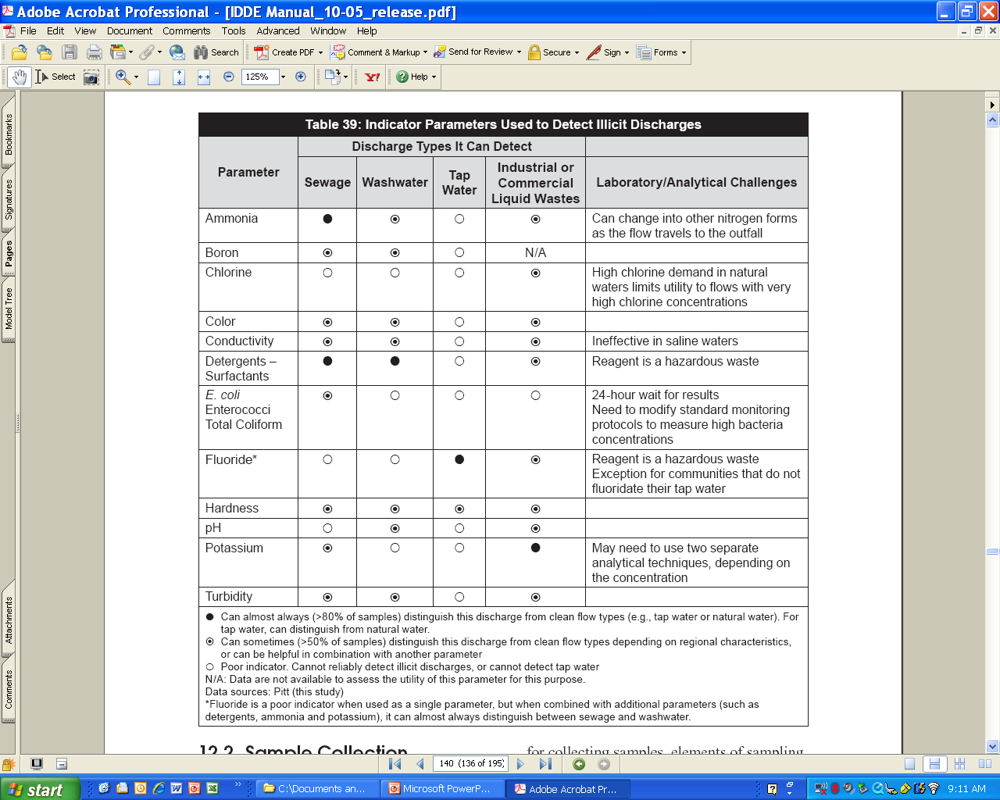 Adobe Acrobat Professional - [IDDE Manual_10-05_release.pdf]
File Edit View Document Comments Tools Advanced Window Help
Search Create PDF Comment & Markup Send for Review Secure Sign Forms
Select 125% Y! Help
Bookmarks
Signatures
Pages
Model Tree
Attachments
Comments
Table 39: Indicator Parameters Used to Detect Illicit Discharges
Discharge Types It Can Detect
Parameter Sewage Washwater Tap Water Industrial or Commercial Liquid Wastes Laboratory/Analytical Challenges
Ammonia ● ◉ ○ ◉ Can change into other nitrogen forms
as the flow travels to the outfall
Boron ◉ ◉ ○ N/A
Chlorine ○ ○ ○ ◉ High chlorine demand in natural
waters limits utility to flows with very
high chlorine concentrations
Color ◉ ◉ ○ ◉
Conductivity ◉ ◉ ○ ◉ Ineffective in saline waters
Detergents – ● ● ○ ◉ Reagent is a hazardous waste
Surfactants
E. coli ◉ ○ ○ ○ 24-hour wait for results
Enterococci Need to modify standard monitoring
Total Coliform protocols to measure high bacteria
concentrations
Fluoride* ○ ○ ● ◉ Reagent is a hazardous waste
Exception for communities that do not
fluoridate their tap water
Hardness ◉ ◉ ◉ ◉
pH ○ ◉ ○ ◉
Potassium ◉ ○ ○ ● May need to use two separate
analytical techniques, depending on
the concentration
Turbidity ◉ ◉ ○ ◉
● Can almost always (>80% of samples) distinguish this discharge from clean flow types (e.g., tap water or natural water). For
tap water, can distinguish from natural water.
◉ Can sometimes (>50% of samples) distinguish this discharge from clean flow types depending on regional characteristics,
or can be helpful in combination with another parameter
○ Poor indicator. Cannot reliably detect illicit discharges, or cannot detect tap water
N/A: Data are not available to assess the utility of this parameter for this purpose.
Data sources: Pitt (this study)
*Fluoride is a poor indicator when used as a single parameter, but when combined with additional parameters (such as
detergents, ammonia and potassium), it can almost always distinguish between sewage and washwater.
12.2 Sample Collection
for collecting samples, elements of sampling
140 (136 of 195)
start C:\Documents an... Microsoft PowerP... Adobe Acrobat Pr... 9:11 AM